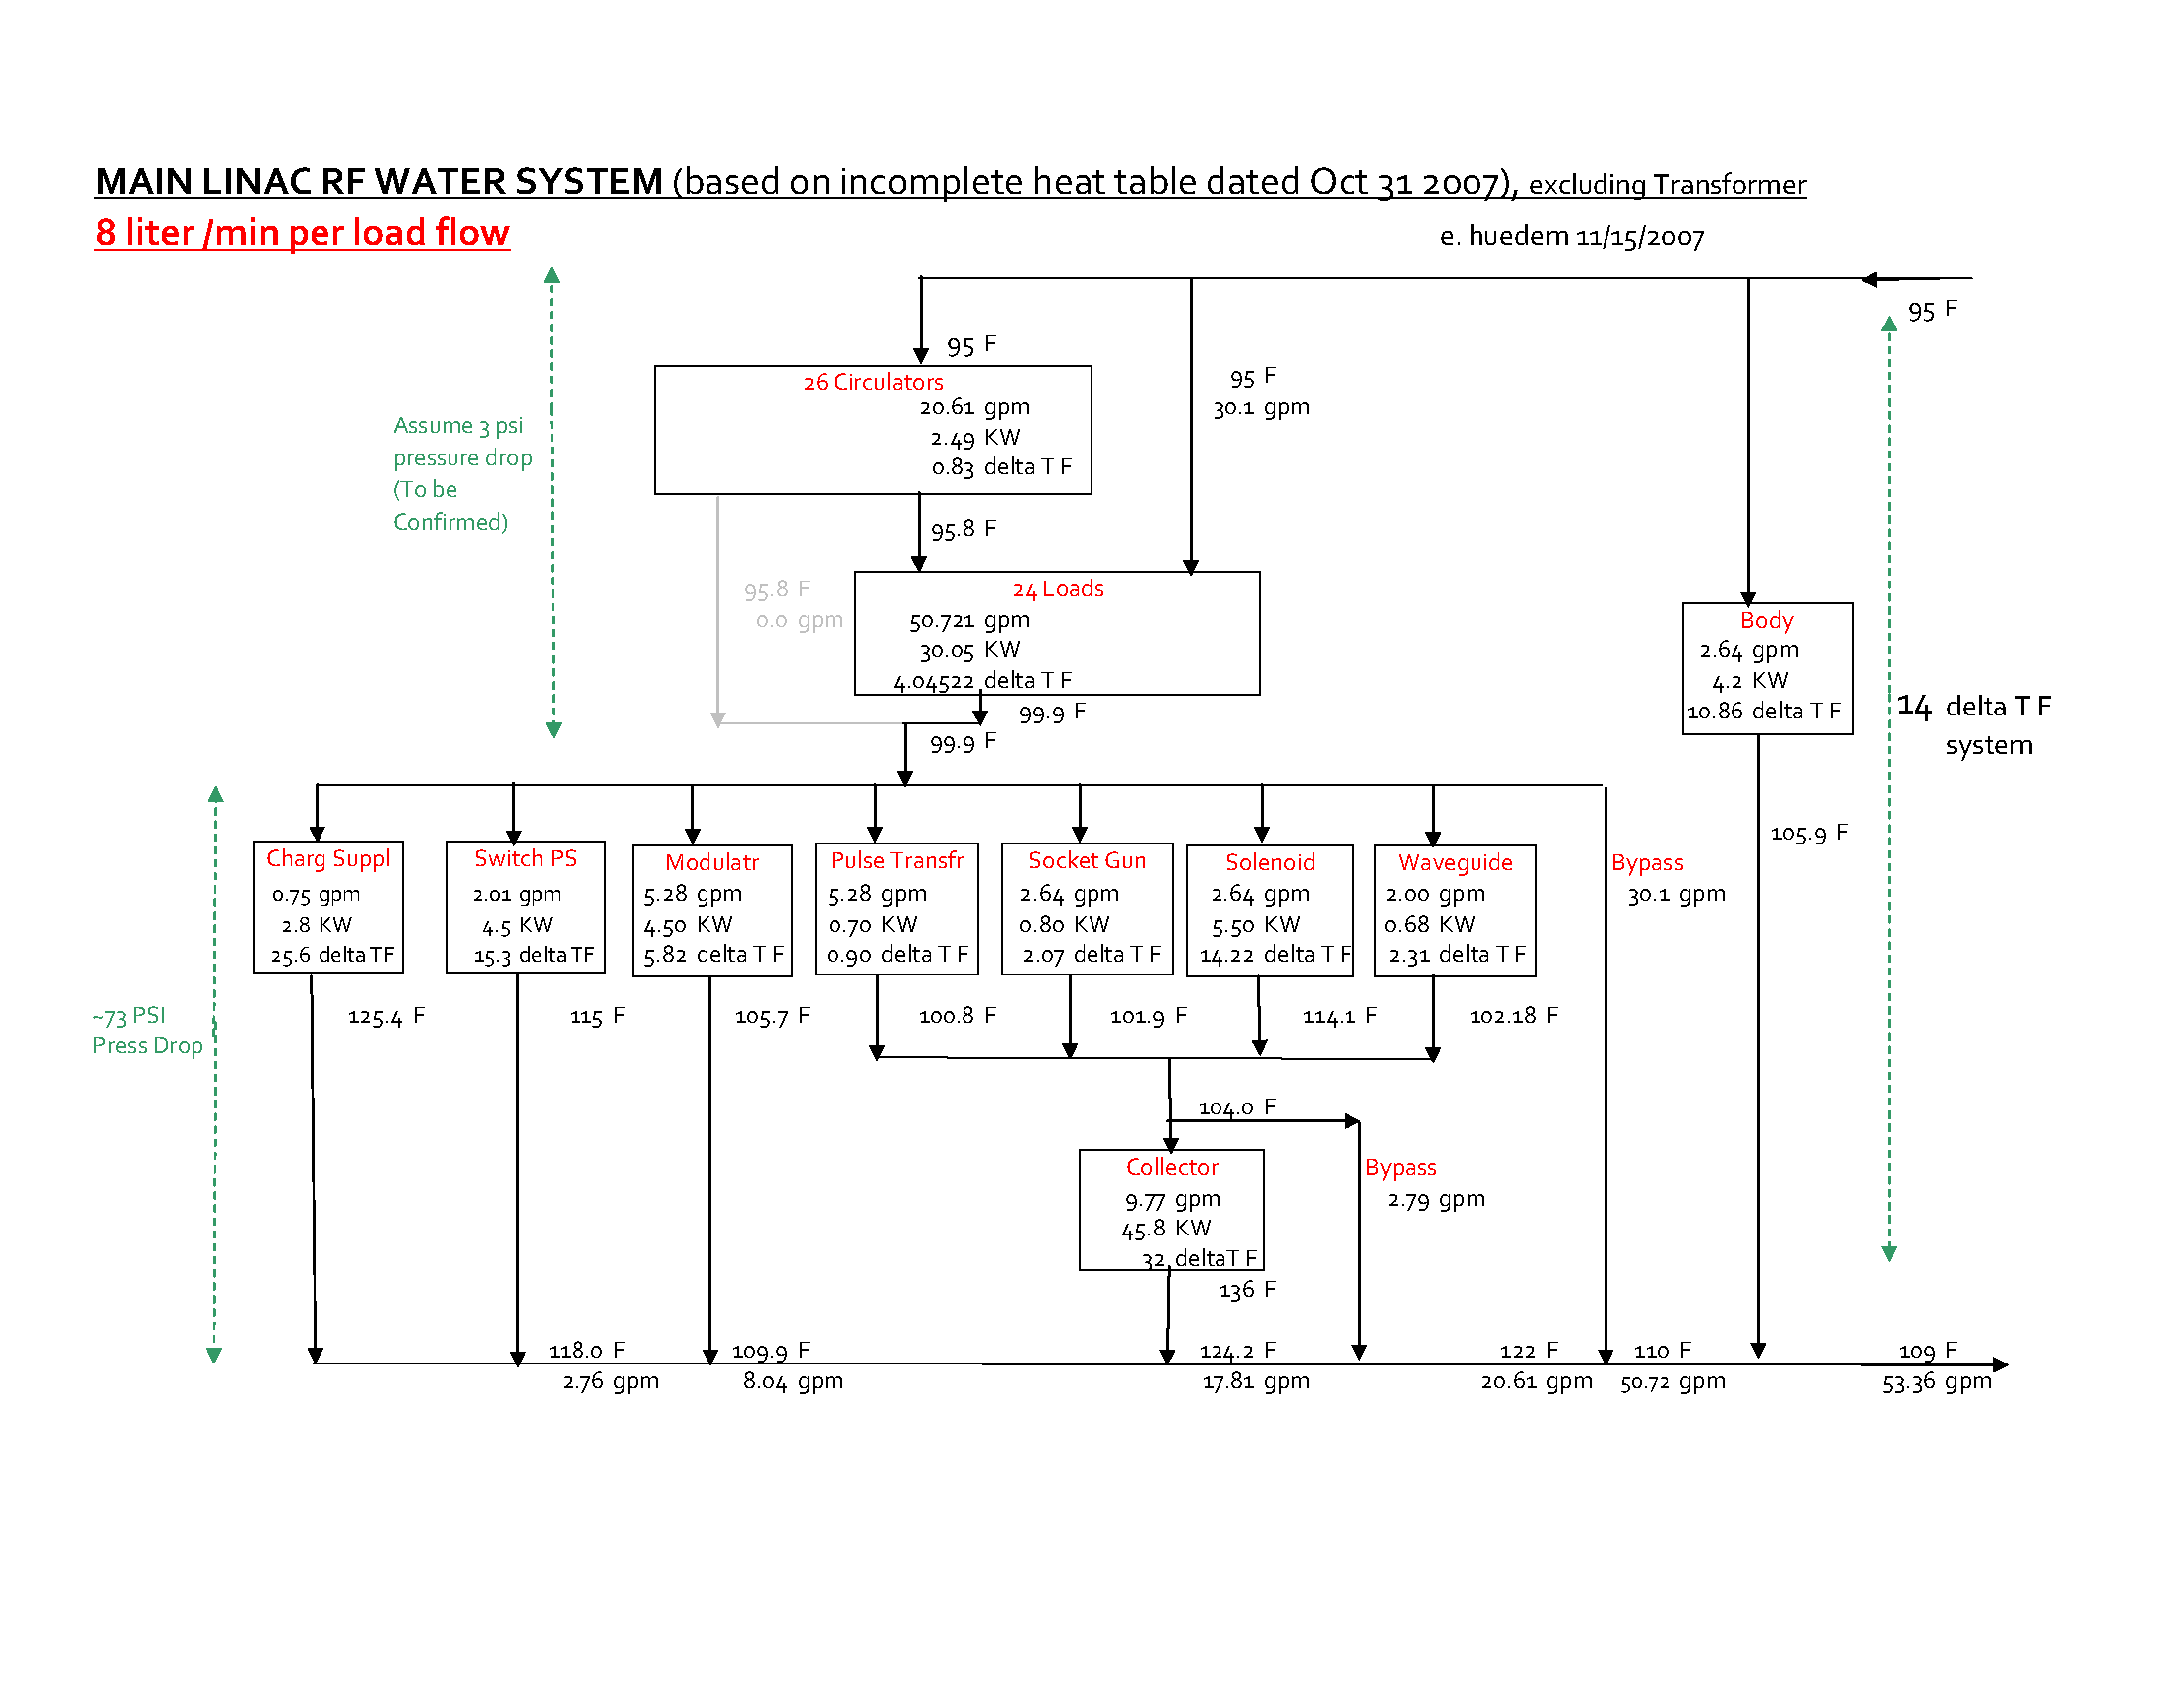 MAIN LINAC RF WATER SYSTEM (based on incomplete heat table dated Oct 31 2007), excluding Transformer
8 liter /min per load flow
e. huedem 11/15/2007
95 F
95 F
26 Circulators
20.61 gpm
2.49 KW
0.83 delta T F
95 F
30.1 gpm
Assume 3 psi
pressure drop
(To be
Confirmed)
95.8 F
95.8 F
0.0 gpm
24 Loads
50.721 gpm
30.05 KW
4.04522 delta T F
99.9 F
99.9 F
Body
2.64 gpm
4.2 KW
10.86 delta T F
14 delta T F
system
105.9 F
Charg Suppl
0.75 gpm
2.8 KW
25.6 delta TF
Switch PS
2.01 gpm
4.5 KW
15.3 delta TF
Modulatr
5.28 gpm
4.50 KW
5.82 delta T F
Pulse Transfr
5.28 gpm
0.70 KW
0.90 delta T F
Socket Gun
2.64 gpm
0.80 KW
2.07 delta T F
Solenoid
2.64 gpm
5.50 KW
14.22 delta T F
Waveguide
2.00 gpm
0.68 KW
2.31 delta T F
Bypass
30.1 gpm
~73 PSI
Press Drop
125.4 F
115 F
105.7 F
100.8 F
101.9 F
114.1 F
102.18 F
104.0 F
Collector
9.77 gpm
45.8 KW
32 deltaT F
Bypass
2.79 gpm
136 F
118.0 F
2.76 gpm
109.9 F
8.04 gpm
124.2 F
17.81 gpm
122 F
20.61 gpm
110 F
50.72 gpm
109 F
53.36 gpm